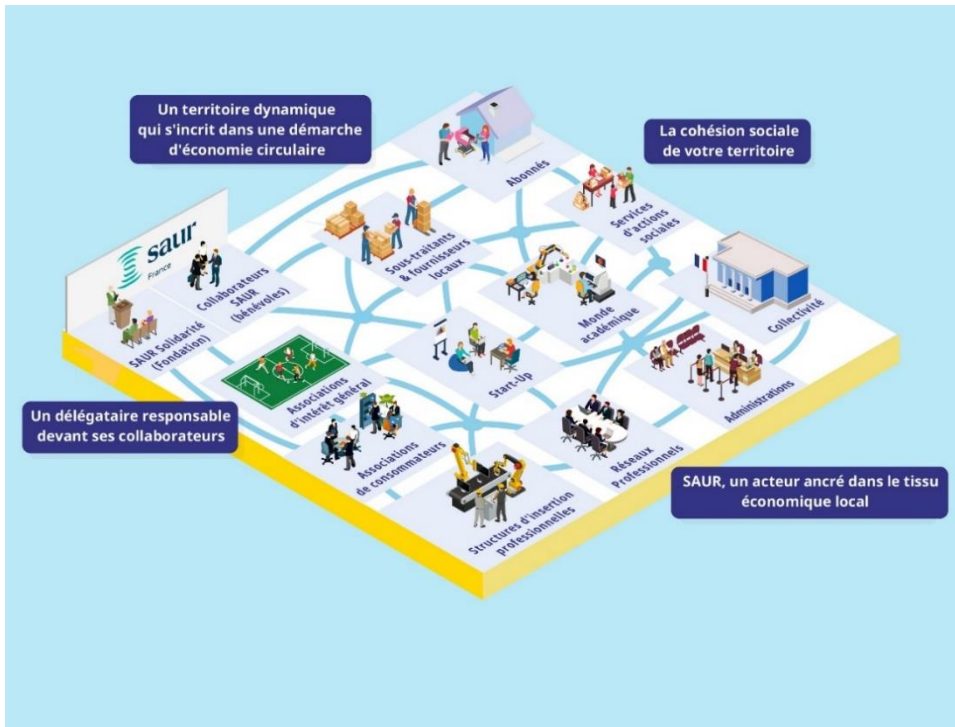 Un territoire dynamique
qui s'incrit dans une démarche
d'économie circulaire
La cohésion sociale
de votre territoire
Abonnés
Services
d'actions
sociales
saur
France
Collaborateurs
SAUR
(bénévoles)
Sous-traitants
& fournisseurs
locaux
Monde
académique
Collectivité
SAUR Solidarité
(Fondation)
Associations
d'intérêt général
Start-Up
Administrations
Un délégataire responsable
devant ses collaborateurs
Associations
de consommateurs
Réseaux
Professionnels
Structures d'insertion
professionnelles
SAUR, un acteur ancré dans le tissu
économique local